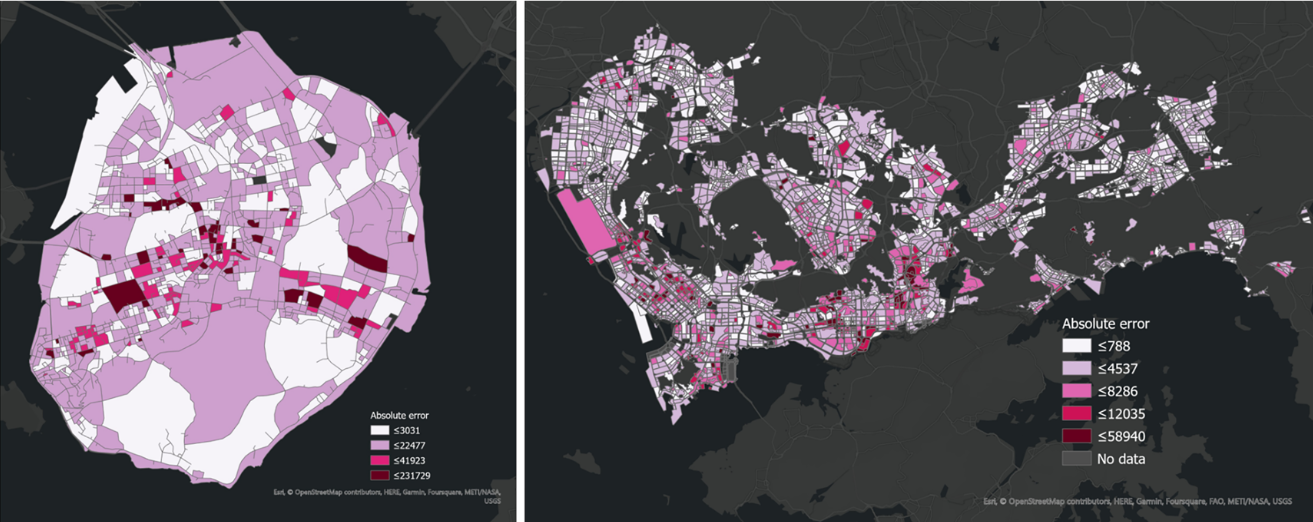 Absolute error
≤3031
≤22477
≤41923
≤231729
Esri, © OpenStreetMap contributors, HERE, Garmin, Foursquare, METI/NASA,
USGS
Absolute error
≤788
≤4537
≤8286
≤12035
≤58940
No data
Esri, © OpenStreetMap contributors, HERE, Garmin, Foursquare, FAO, METI/NASA, USGS